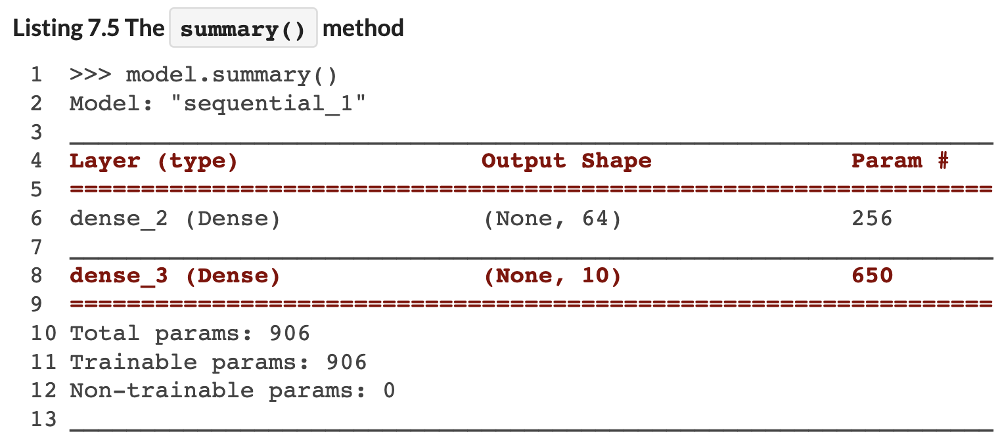 Listing 7.5 The summary() method
1 >>> model.summary()
2 Model: "sequential_1"
3 _________________________________________________________________
4 Layer (type)                 Output Shape              Param #
5 =================================================================
6 dense_2 (Dense)              (None, 64)                256
7 _________________________________________________________________
8 dense_3 (Dense)              (None, 10)                650
9 =================================================================
10 Total params: 906
11 Trainable params: 906
12 Non-trainable params: 0
13 _________________________________________________________________